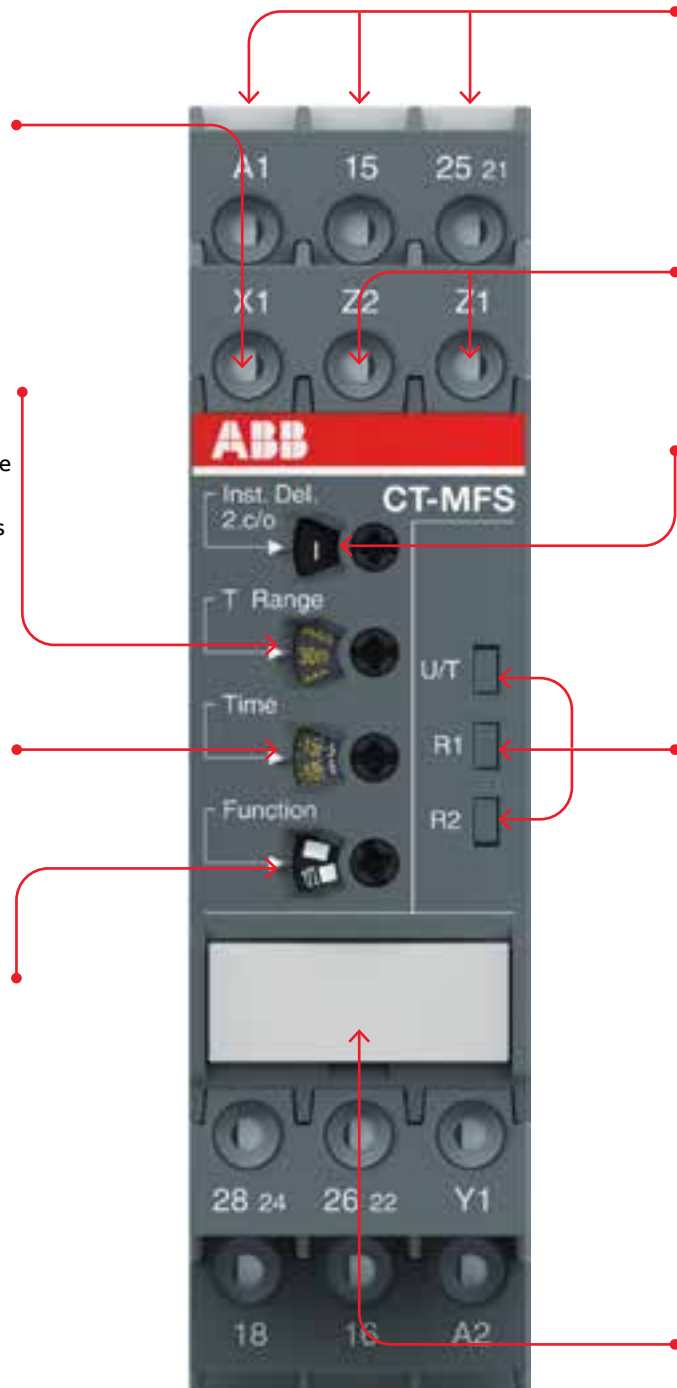 A1 15 25 21
X1 Z2 Z1
ABB
e
s
Inst. Del.
2.c/o
CT-MFS
T Range
U/T
Time
R1
Function
R2
28 24 26 22 Y1
18 16 A2